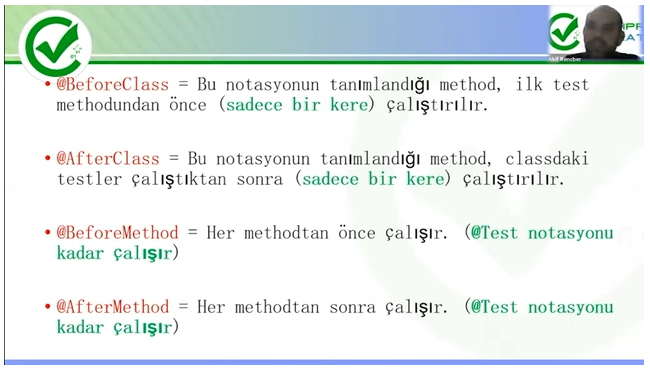 • @BeforeClass = Bu notasyonun tanımlandığı method, ilk test
methodundan önce (sadece bir kere) çalıştırılır.
• @AfterClass = Bu notasyonun tanımlandığı method, classdaki
testler çalıştıktan sonra (sadece bir kere) çalıştırılır.
• @BeforeMethod = Her methodtan önce çalışır. (@Test notasyonu
kadar çalışır)
• @AfterMethod = Her methodtan sonra çalışır. (@Test notasyonu
kadar çalışır)
Akif Rencber